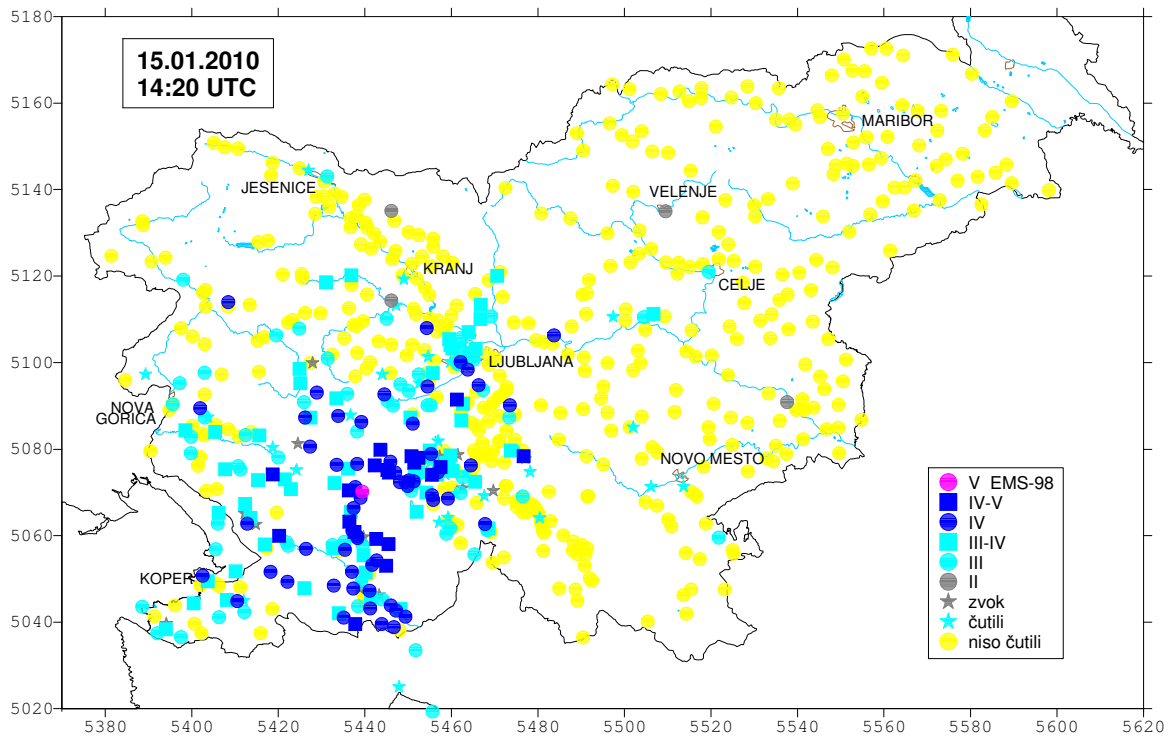 5180
5160
5140
5120
5100
5080
5060
5040
5020
15.01.2010
14:20 UTC
MARIBOR
JESENICE
VELENJE
KRANJ
CELJE
LJUBLJANA
NOVA
GORICA
NOVO MESTO
KOPER
V EMS-98
IV-V
IV
III-IV
III
II
zvok
čutili
niso čutili
5380 5400 5420 5440 5460 5480 5500 5520 5540 5560 5580 5600 5620